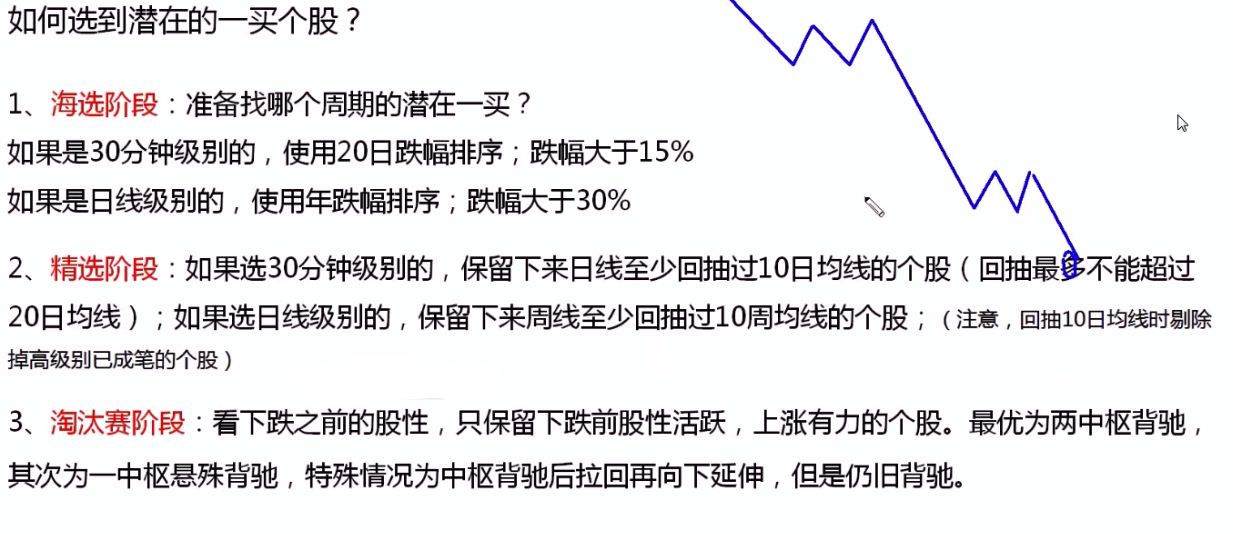 如何选到潜在的一买个股？
1、海选阶段：准备找哪个周期的潜在一买？
如果是30分钟级别的，使用20日跌幅排序；跌幅大于15%
如果是日线级别的，使用年跌幅排序；跌幅大于30%
2、精选阶段：如果选30分钟级别的，保留下来日线至少回抽过10日均线的个股（回抽最多不能超过
20日均线）；如果选日线级别的，保留下来周线至少回抽过10周均线的个股；（注意，回抽10日均线时剔除
掉高级别已成笔的个股）
3、淘汰赛阶段：看下跌之前的股性，只保留下跌前股性活跃，上涨有力的个股。最优为两中枢背驰，
其次为一中枢悬殊背驰，特殊情况为中枢背驰后拉回再向下延伸，但是仍旧背驰。